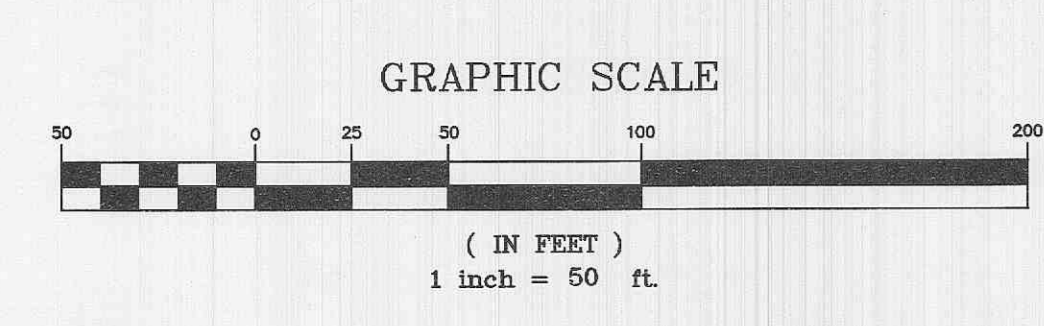 GRAPHIC SCALE
50 0 25 50 100 200
( IN FEET )
1 inch = 50 ft.